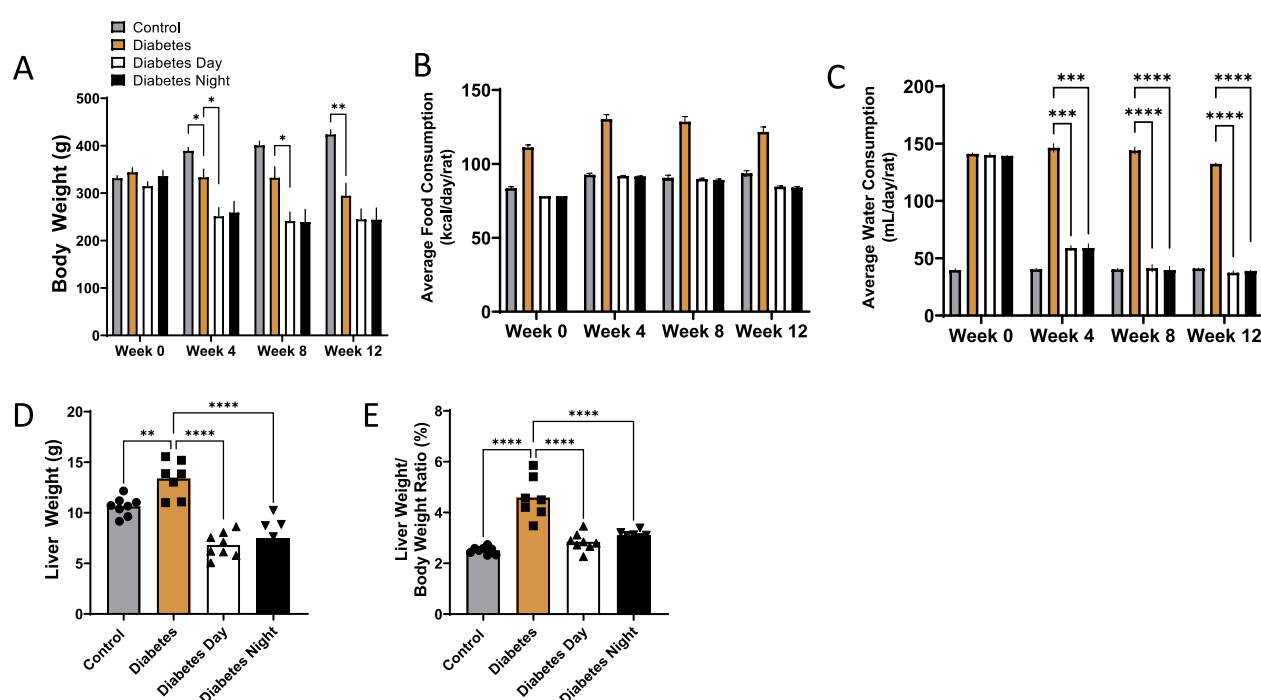 Control
Diabetes
Diabetes Day
Diabetes Night
A
Body Weight (g)
500
400
300
200
100
0
*
*
*
**
Week 0 Week 4 Week 8 Week 12
B
Average Food Consumption
(kcal/day/rat)
150
100
50
0
Week 0 Week 4 Week 8 Week 12
C
Average Water Consumption
(mL/day/rat)
200
150
100
50
0
*** **** ****
*** **** ****
Week 0 Week 4 Week 8 Week 12
D
Liver Weight (g)
20
15
10
5
0
****
** ****
Control
Diabetes
Diabetes Day
Diabetes Night
E
Liver Weight/
Body Weight Ratio (%)
8
6
4
2
0
****
**** ****
Control
Diabetes
Diabetes Day
Diabetes Night